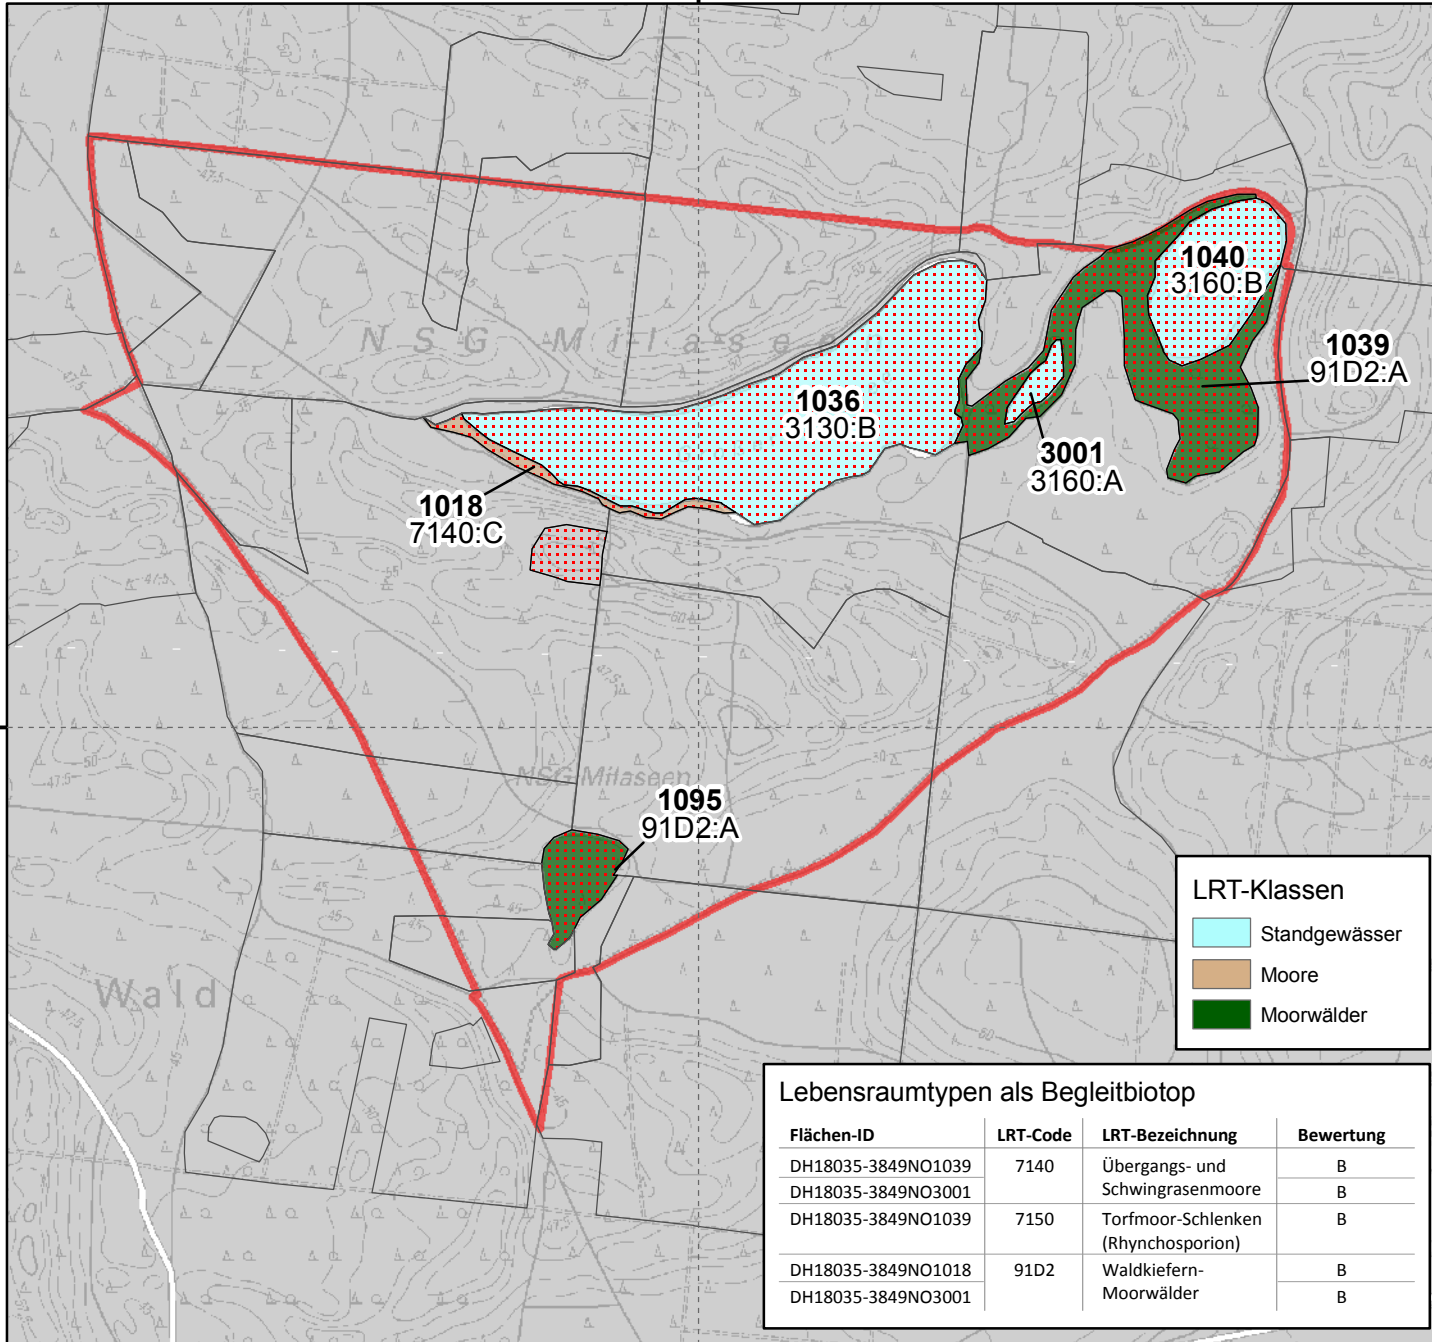 NSG Milaseen
1040
3160:B
1039
91D2:A
1036
3130:B
3001
3160:A
1018
7140:C
NSG Milaseen
1095
91D2:A
Wald
LRT-Klassen
Standgewässer
Moore
Moorwälder
Lebensraumtypen als Begleitbiotop
Flächen-ID LRT-Code LRT-Bezeichnung Bewertung
DH18035-3849NO1039 7140 Übergangs- und B
DH18035-3849NO3001 Schwingrasenmoore B
DH18035-3849NO1039 7150 Torfmoor-Schlenken B
(Rhynchosporion)
DH18035-3849NO1018 91D2 Waldkiefern- B
DH18035-3849NO3001 Moorwälder B